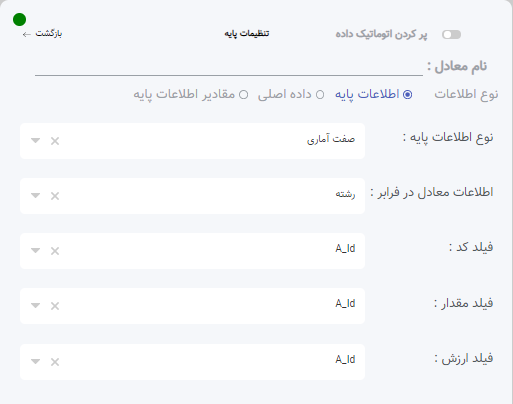 پر کردن اتوماتیک داده تنظیمات پایه بازگشت ←
نام معادل :
نوع اطلاعات اطلاعات پایه داده اصلی مقادیر اطلاعات پایه
نوع اطلاعات پایه : صفت آماری
اطلاعات معادل در فرابر : رشته
فیلد کد : A_Id
فیلد مقدار : A_Id
فیلد ارزش : A_Id